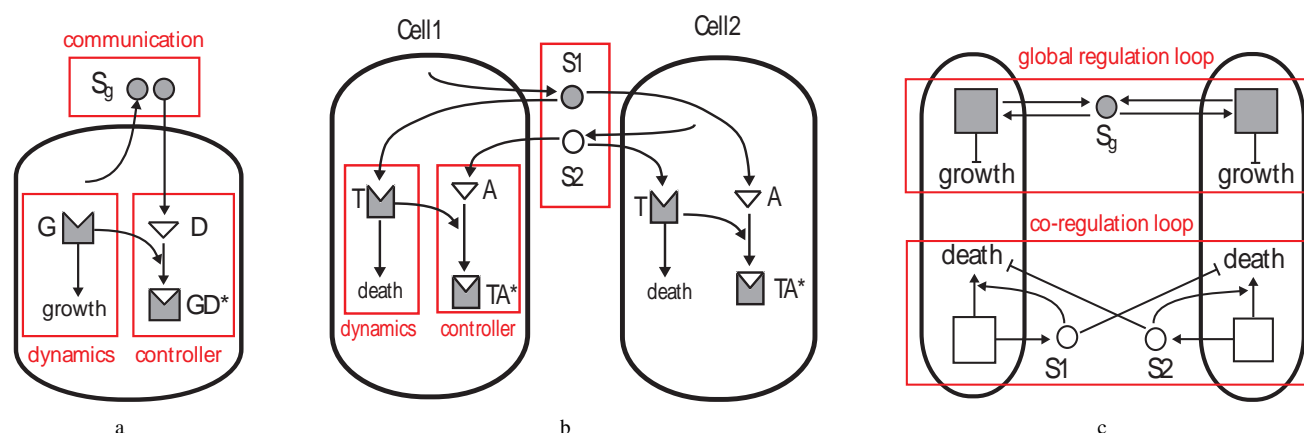 communication
Sg
G
D
growth
GD*
dynamics
controller
a
Cell1
Cell2
S1
S2
T
A
death
TA*
dynamics
controller
T
A
death
TA*
b
global regulation loop
Sg
growth
growth
co-regulation loop
death
death
S1
S2
c